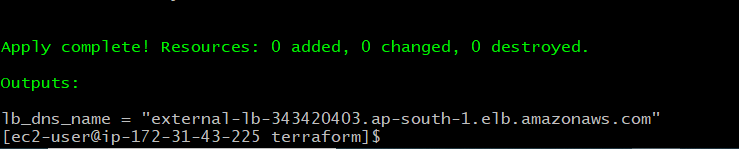 Apply complete! Resources: 0 added, 0 changed, 0 destroyed.
Outputs:
lb_dns_name = "external-lb-343420403.ap-south-1.elb.amazonaws.com"
[ec2-user@ip-172-31-43-225 terraform]$